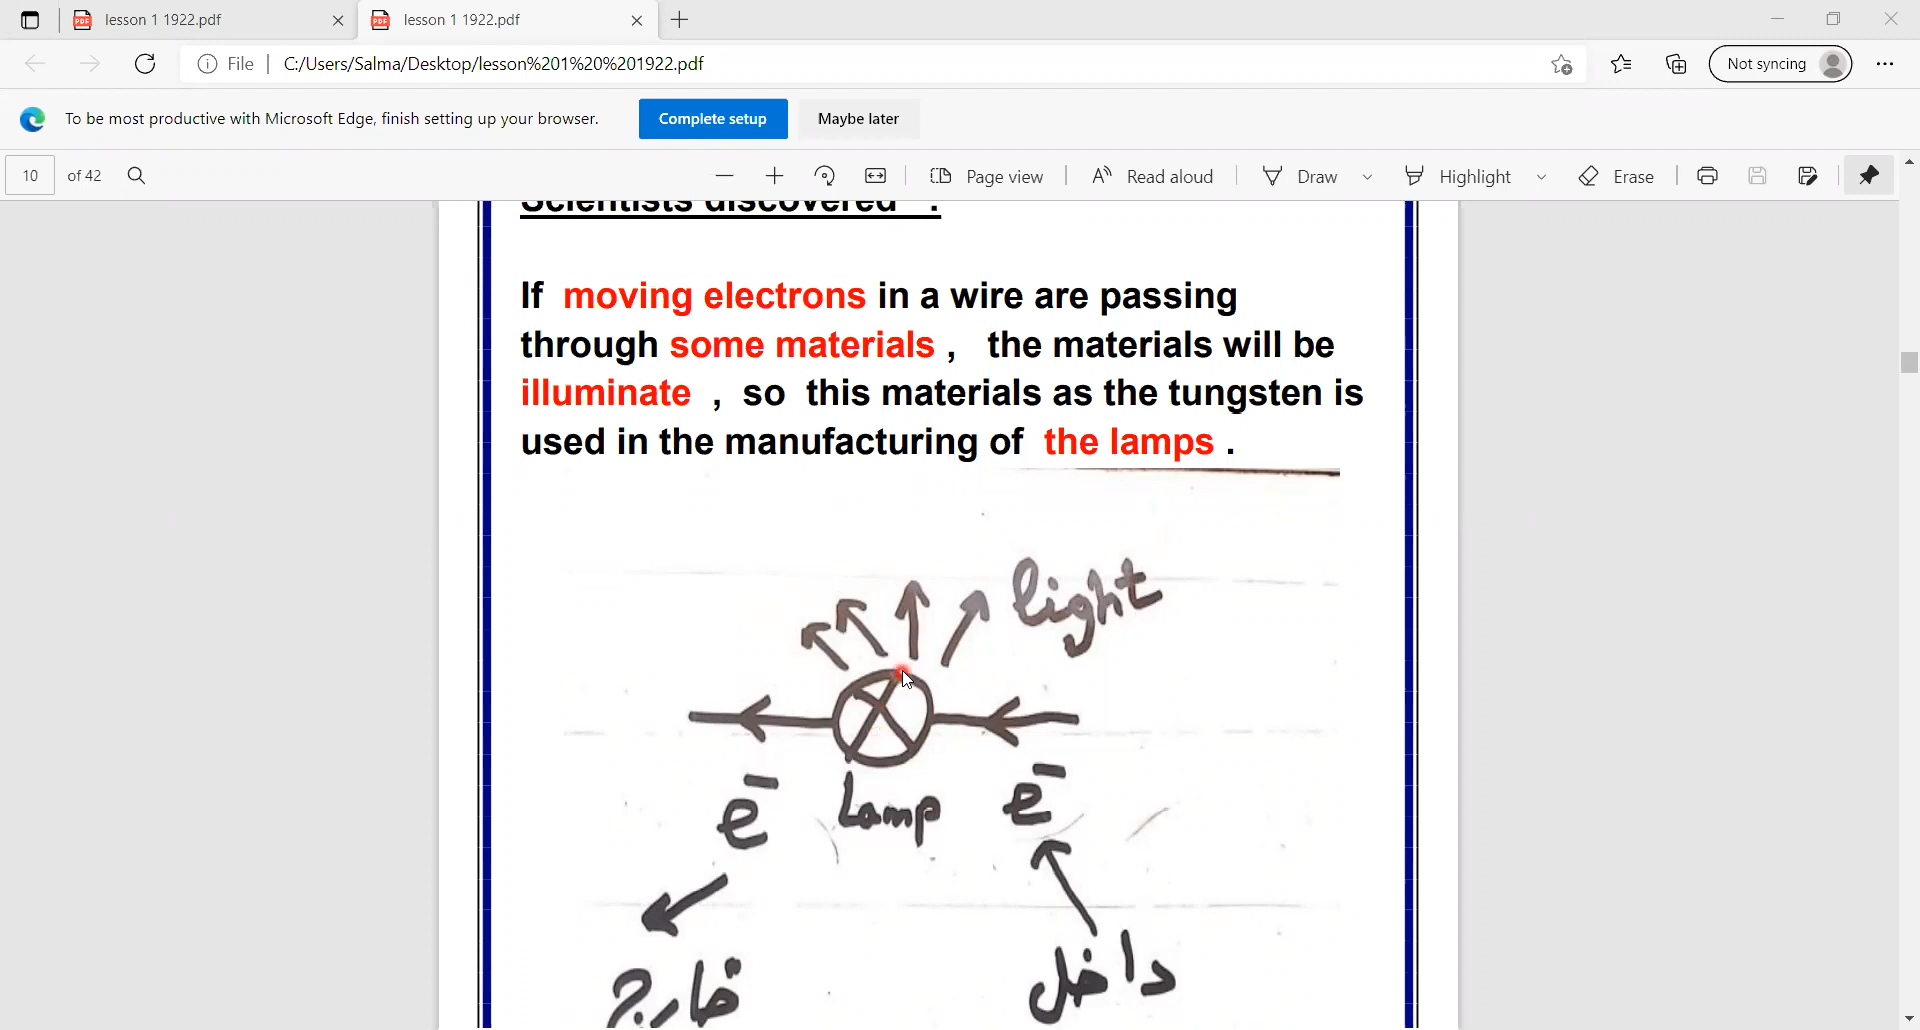 lesson 1 1922.pdf
lesson 1 1922.pdf
File
C:/Users/Salma/Desktop/lesson%201%20%201922.pdf
Not syncing
To be most productive with Microsoft Edge, finish setting up your browser.
Complete setup
Maybe later
10 of 42
Page view
Read aloud
Draw
Highlight
Erase
Scientists discovered :
If moving electrons in a wire are passing
through some materials , the materials will be
illuminate , so this materials as the tungsten is
used in the manufacturing of the lamps .
light
e⁻ Lamp e⁻
خارج داخل